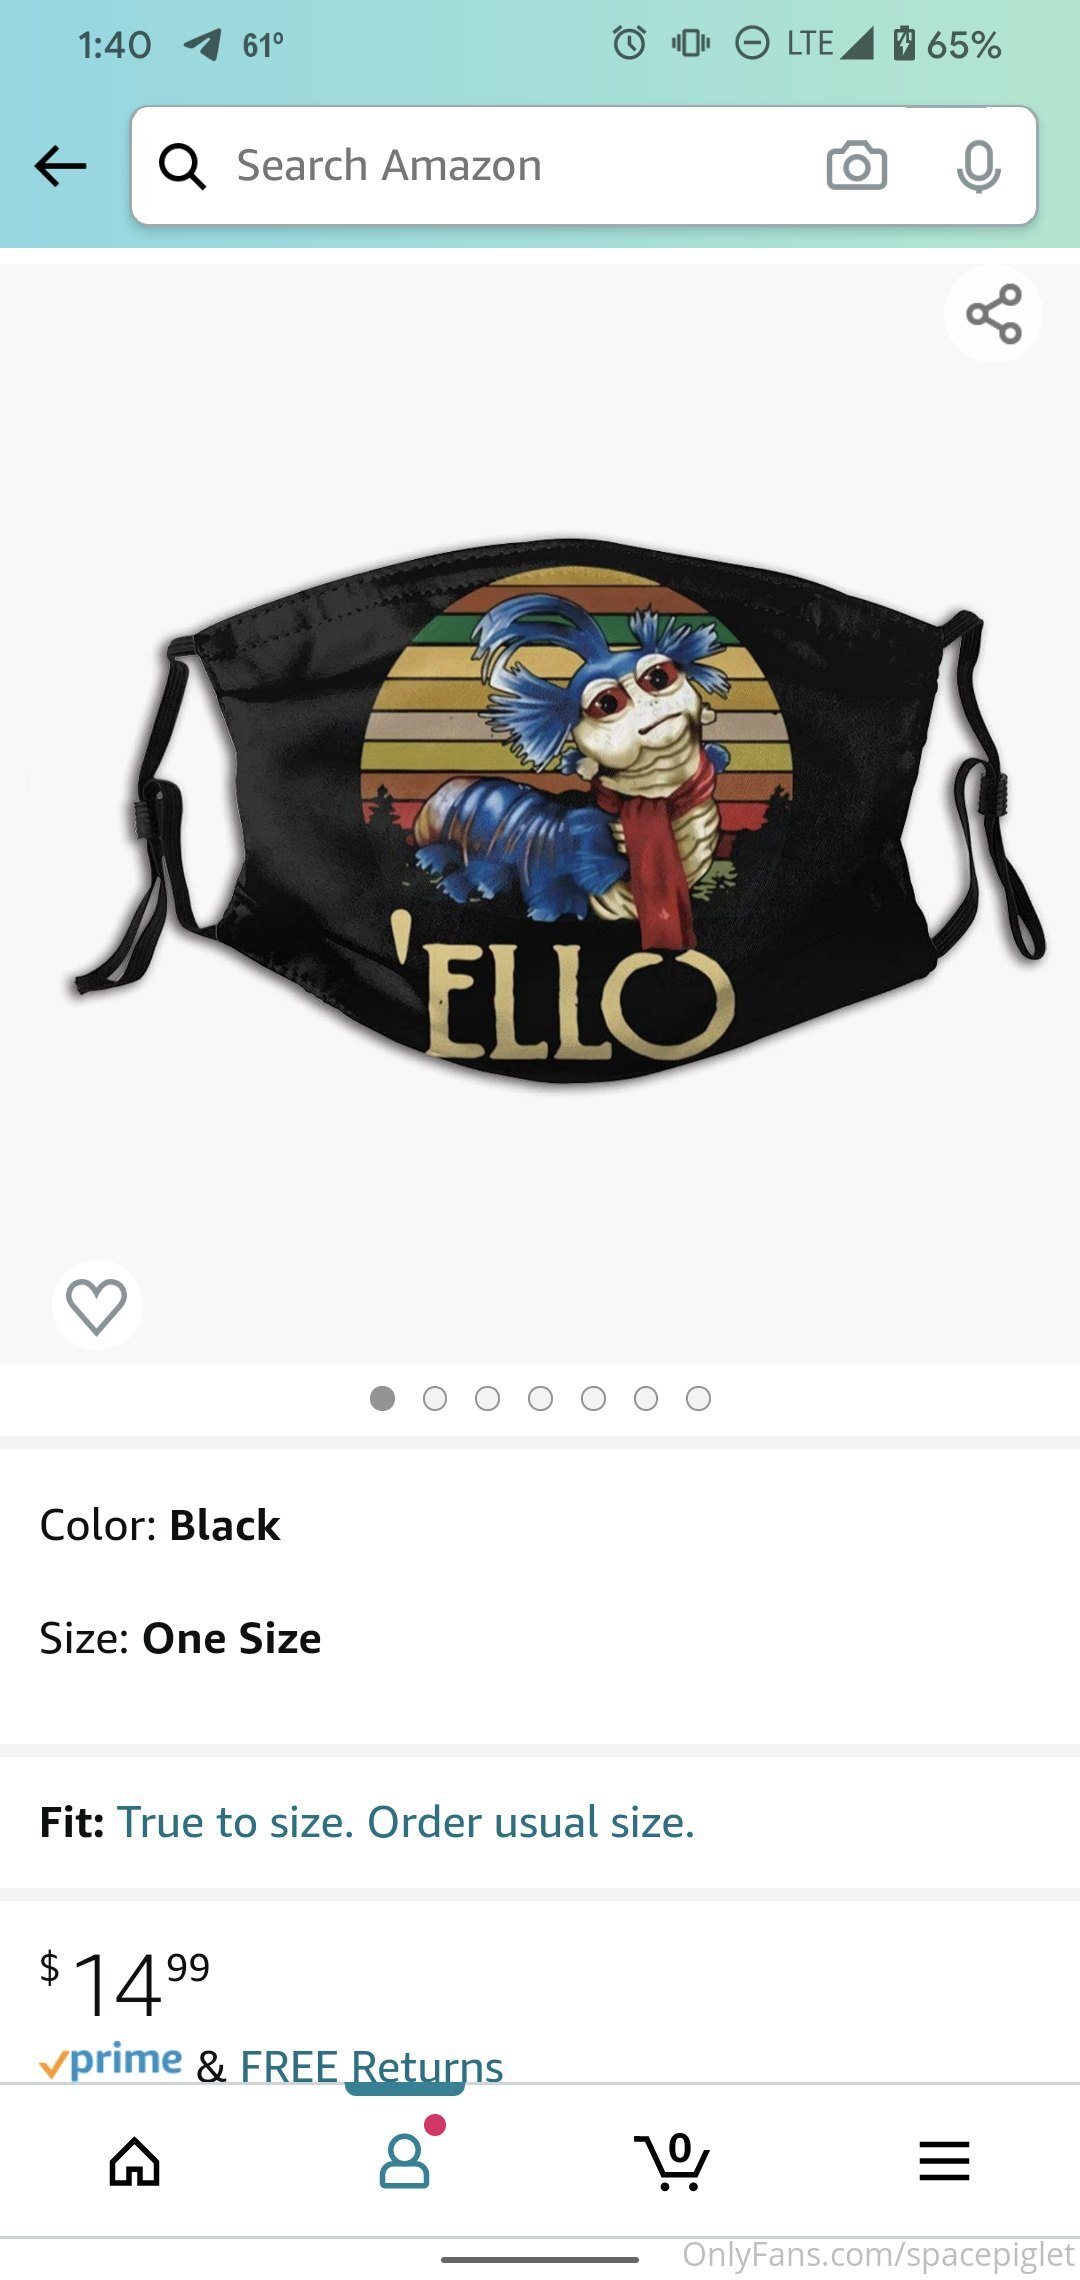 1:40 61° LTE 65%
Search Amazon
'ELLO
Color: Black
Size: One Size
Fit: True to size. Order usual size.
$14.99
prime & FREE Returns
0
OnlyFans.com/spacepiglet